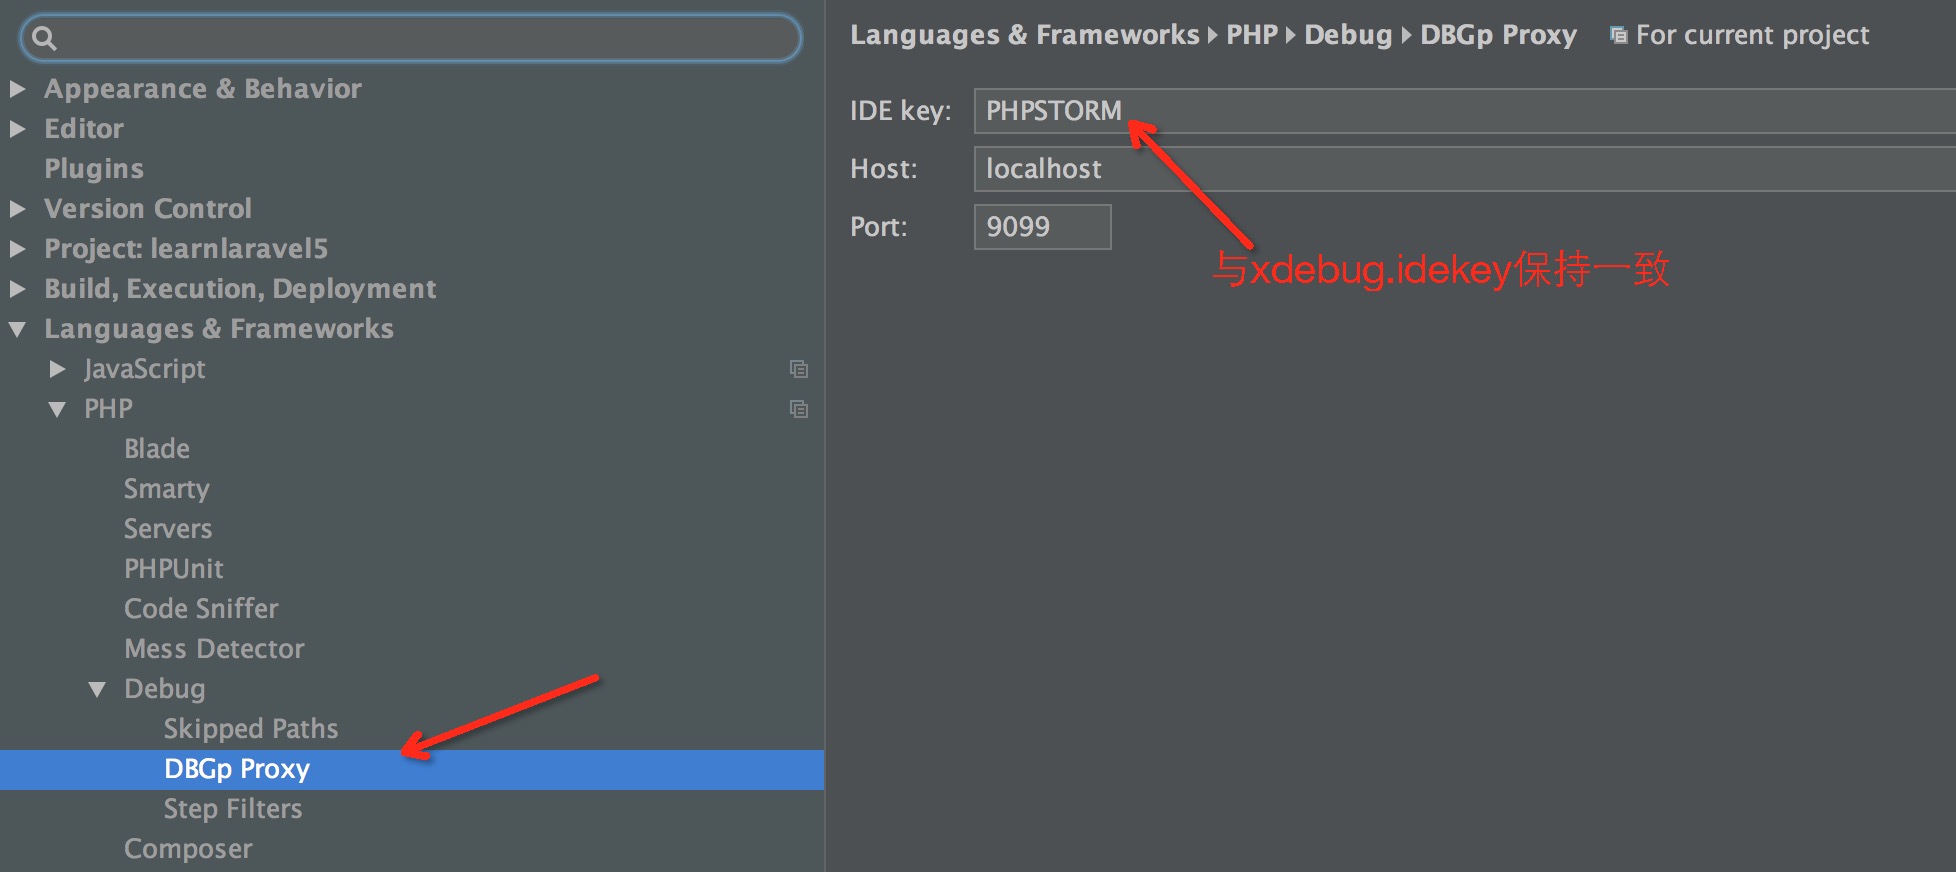 Appearance & Behavior
Editor
Plugins
Version Control
Project: learnlaravel5
Build, Execution, Deployment
Languages & Frameworks
JavaScript
PHP
Blade
Smarty
Servers
PHPUnit
Code Sniffer
Mess Detector
Debug
Skipped Paths
DBGp Proxy
Step Filters
Composer
Languages & Frameworks PHP Debug DBGp Proxy For current project
IDE key: PHPSTORM
Host: localhost
Port: 9099
与xdebug.idekey保持一致